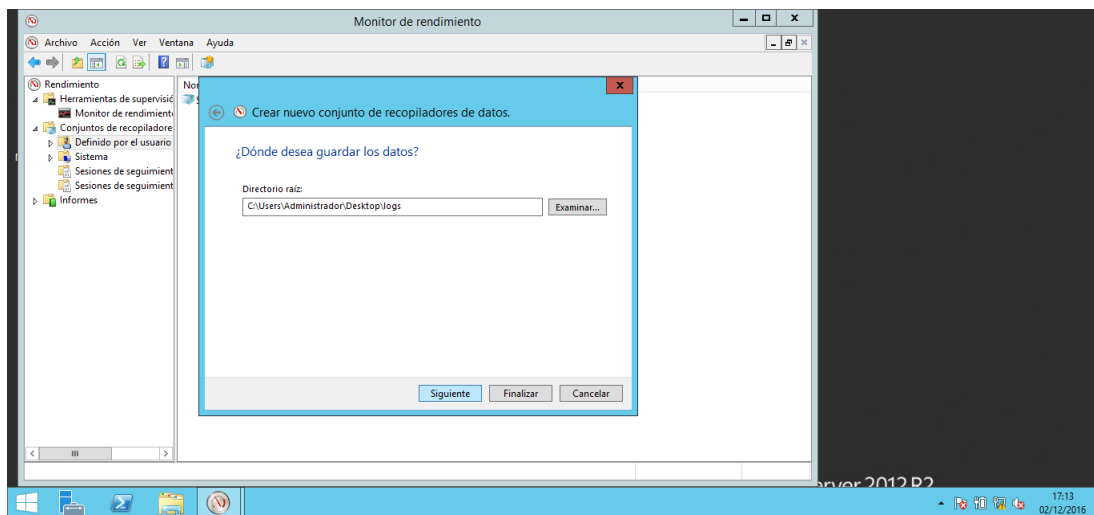 Monitor de rendimiento
Archivo Acción Ver Ventana Ayuda
Rendimiento
Herramientas de supervisió
Monitor de rendimiento
Conjuntos de recopiladore
Definido por el usuario
Sistema
Sesiones de seguimient
Sesiones de seguimient
Informes
Crear nuevo conjunto de recopiladores de datos.
¿Dónde desea guardar los datos?
Directorio raíz:
C:\Users\Administrador\Desktop\logs
Examinar...
Siguiente Finalizar Cancelar
2012 R2
17:13
02/12/2016